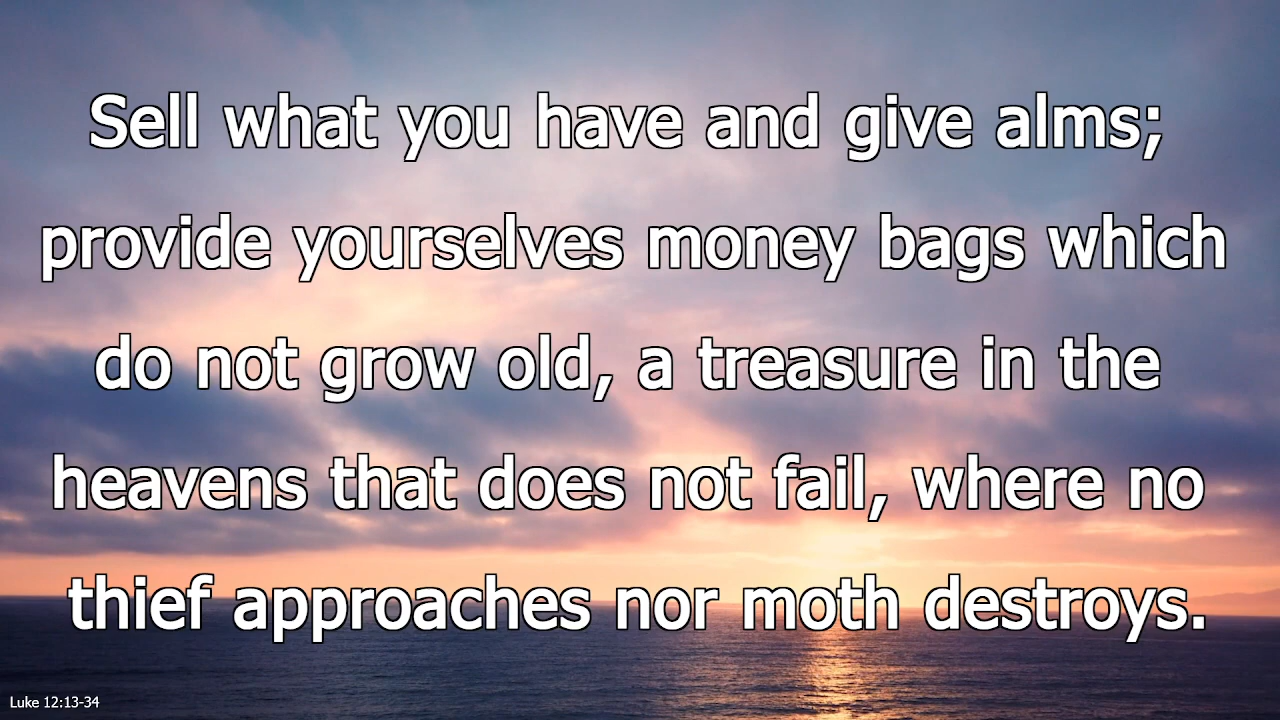 Sell what you have and give alms;
provide yourselves money bags which
do not grow old, a treasure in the
heavens that does not fail, where no
thief approaches nor moth destroys.
Luke 12:13-34